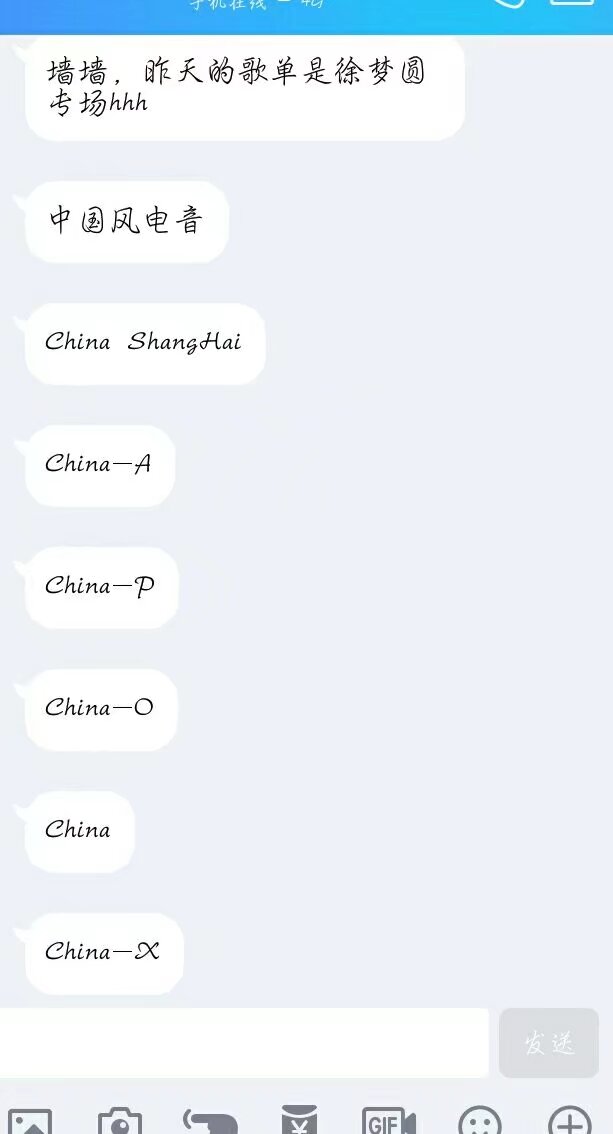 手机在线 - 4G
墙墙，昨天的歌单是徐梦圆
专场hhh
中国风电音
China ShangHai
China-A
China-P
China-O
China
China-X
发送
GIF